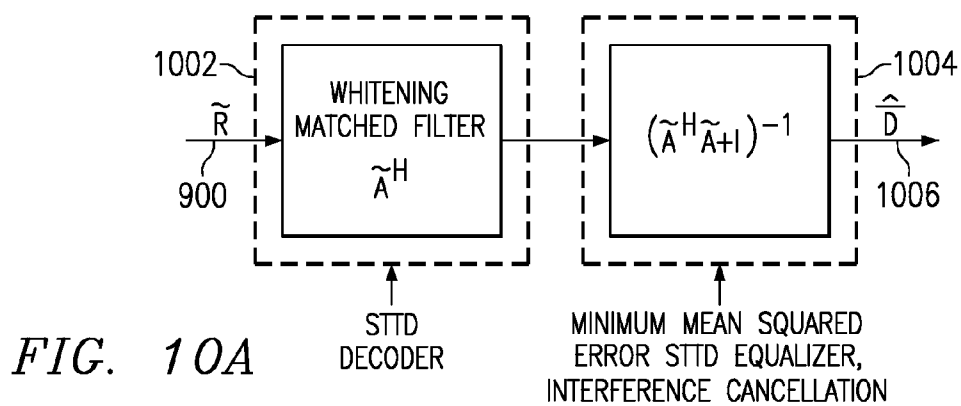 1002
1004
WHITENING
MATCHED FILTER
Ã^H
R̃
900
(Ã^H Ã+I)^−1
D̂̅
1006
STTD
DECODER
MINIMUM MEAN SQUARED
ERROR STTD EQUALIZER,
INTERFERENCE CANCELLATION
FIG. 10A